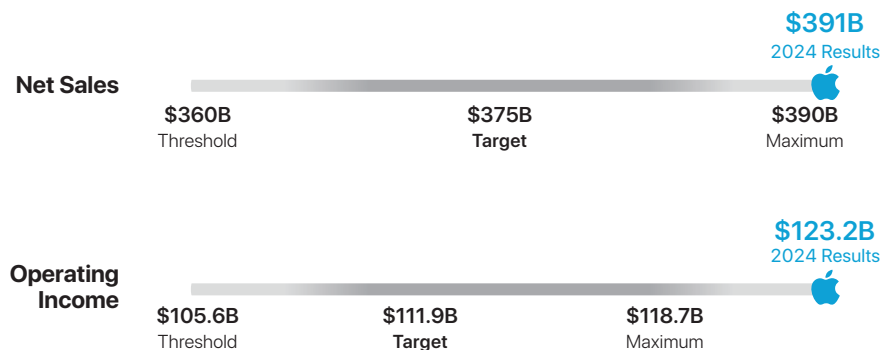 $391B
2024 Results
Net Sales
$360B $375B $390B
Threshold Target Maximum
$123.2B
2024 Results
Operating
Income
$105.6B $111.9B $118.7B
Threshold Target Maximum